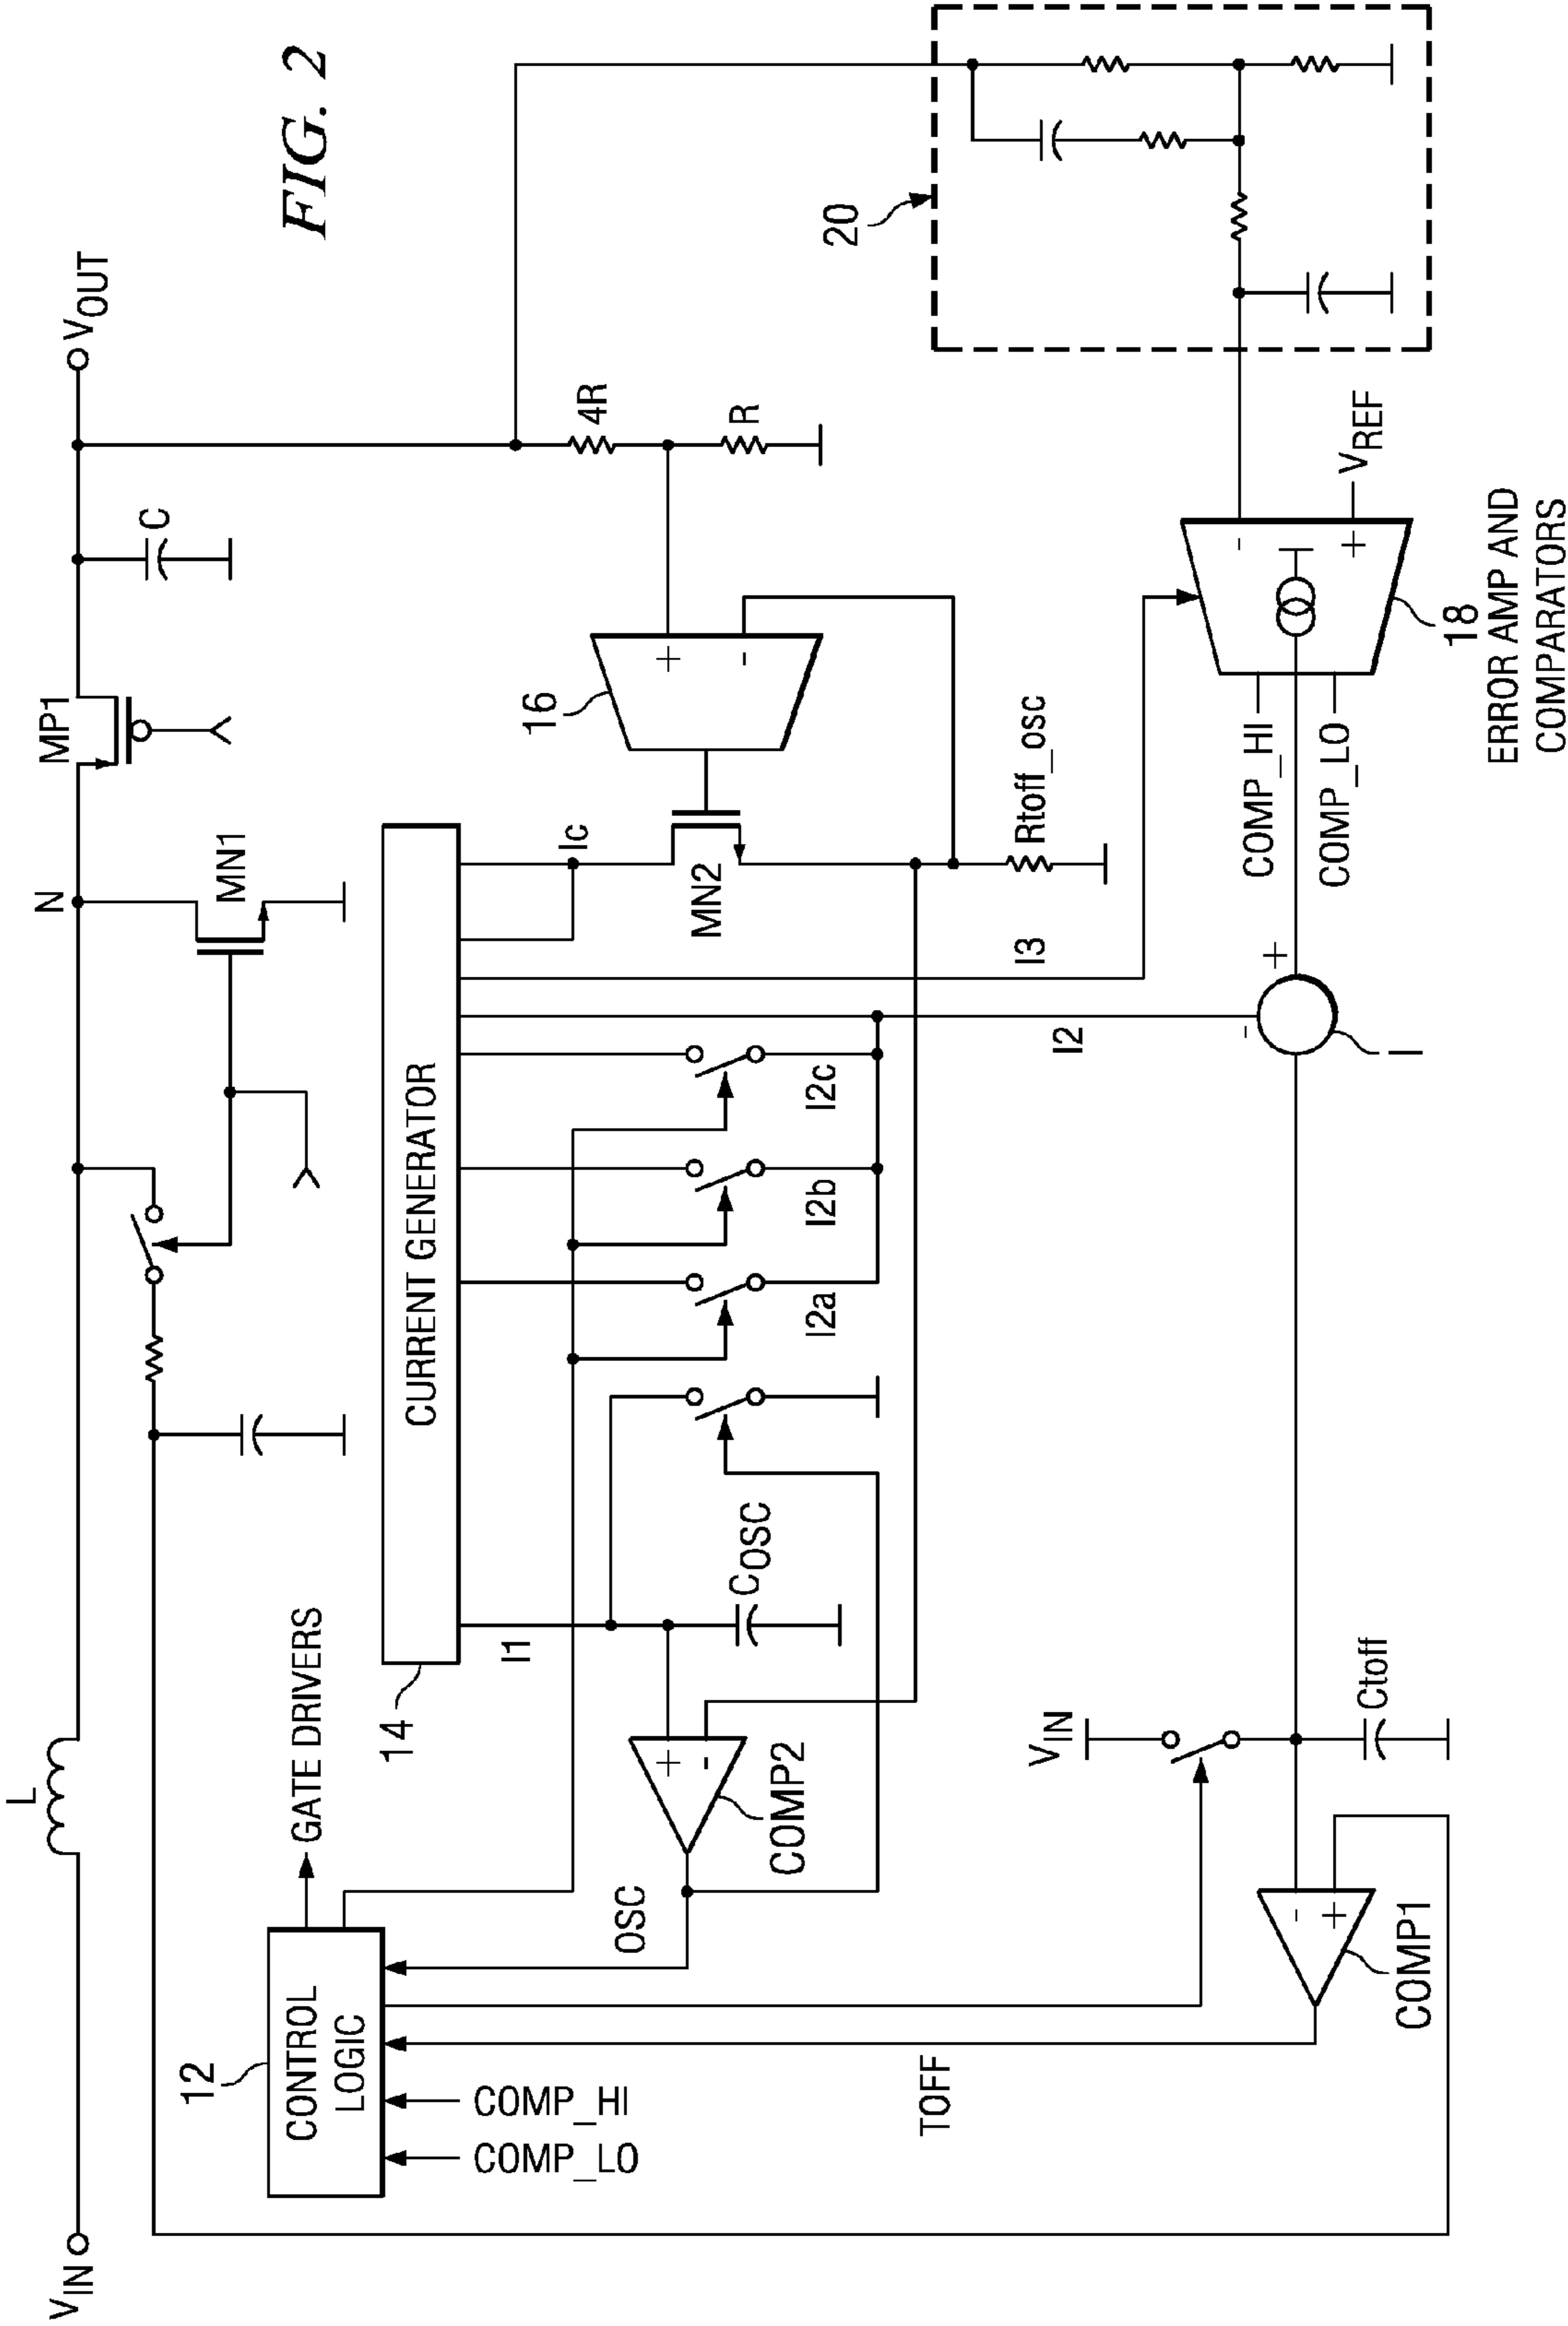 FIG. 2
L
N
MP1
VIN
VOUT
MN1
C
4R
R
12
CONTROL
LOGIC
GATE DRIVERS
14
CURRENT GENERATOR
Ic
16
+
-
MN2
Rtoff_osc
I1
COSC
I2a
I2b
I2c
I3
I2
OSC
+
-
COMP2
COMP_HI
COMP_LO
TOFF
VIN
Ctoff
-
+
COMP1
-
+
I
COMP_HI
COMP_LO
-
+
VREF
18
ERROR AMP AND
COMPARATORS
20